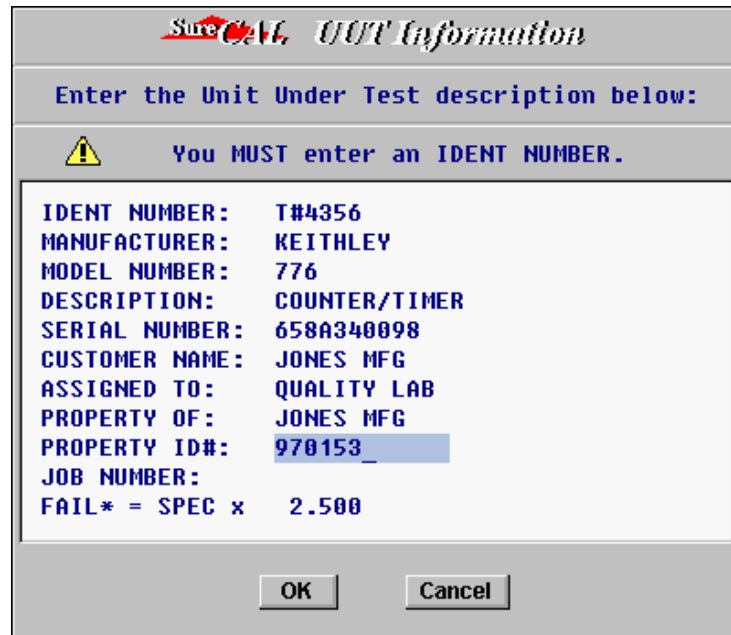 SureCAL UUT Information
Enter the Unit Under Test description below:
You MUST enter an IDENT NUMBER.
IDENT NUMBER: T#4356
MANUFACTURER: KEITHLEY
MODEL NUMBER: 776
DESCRIPTION: COUNTER/TIMER
SERIAL NUMBER: 658A340098
CUSTOMER NAME: JONES MFG
ASSIGNED TO: QUALITY LAB
PROPERTY OF: JONES MFG
PROPERTY ID#: 970153_
JOB NUMBER:
FAIL* = SPEC x 2.500
OK Cancel